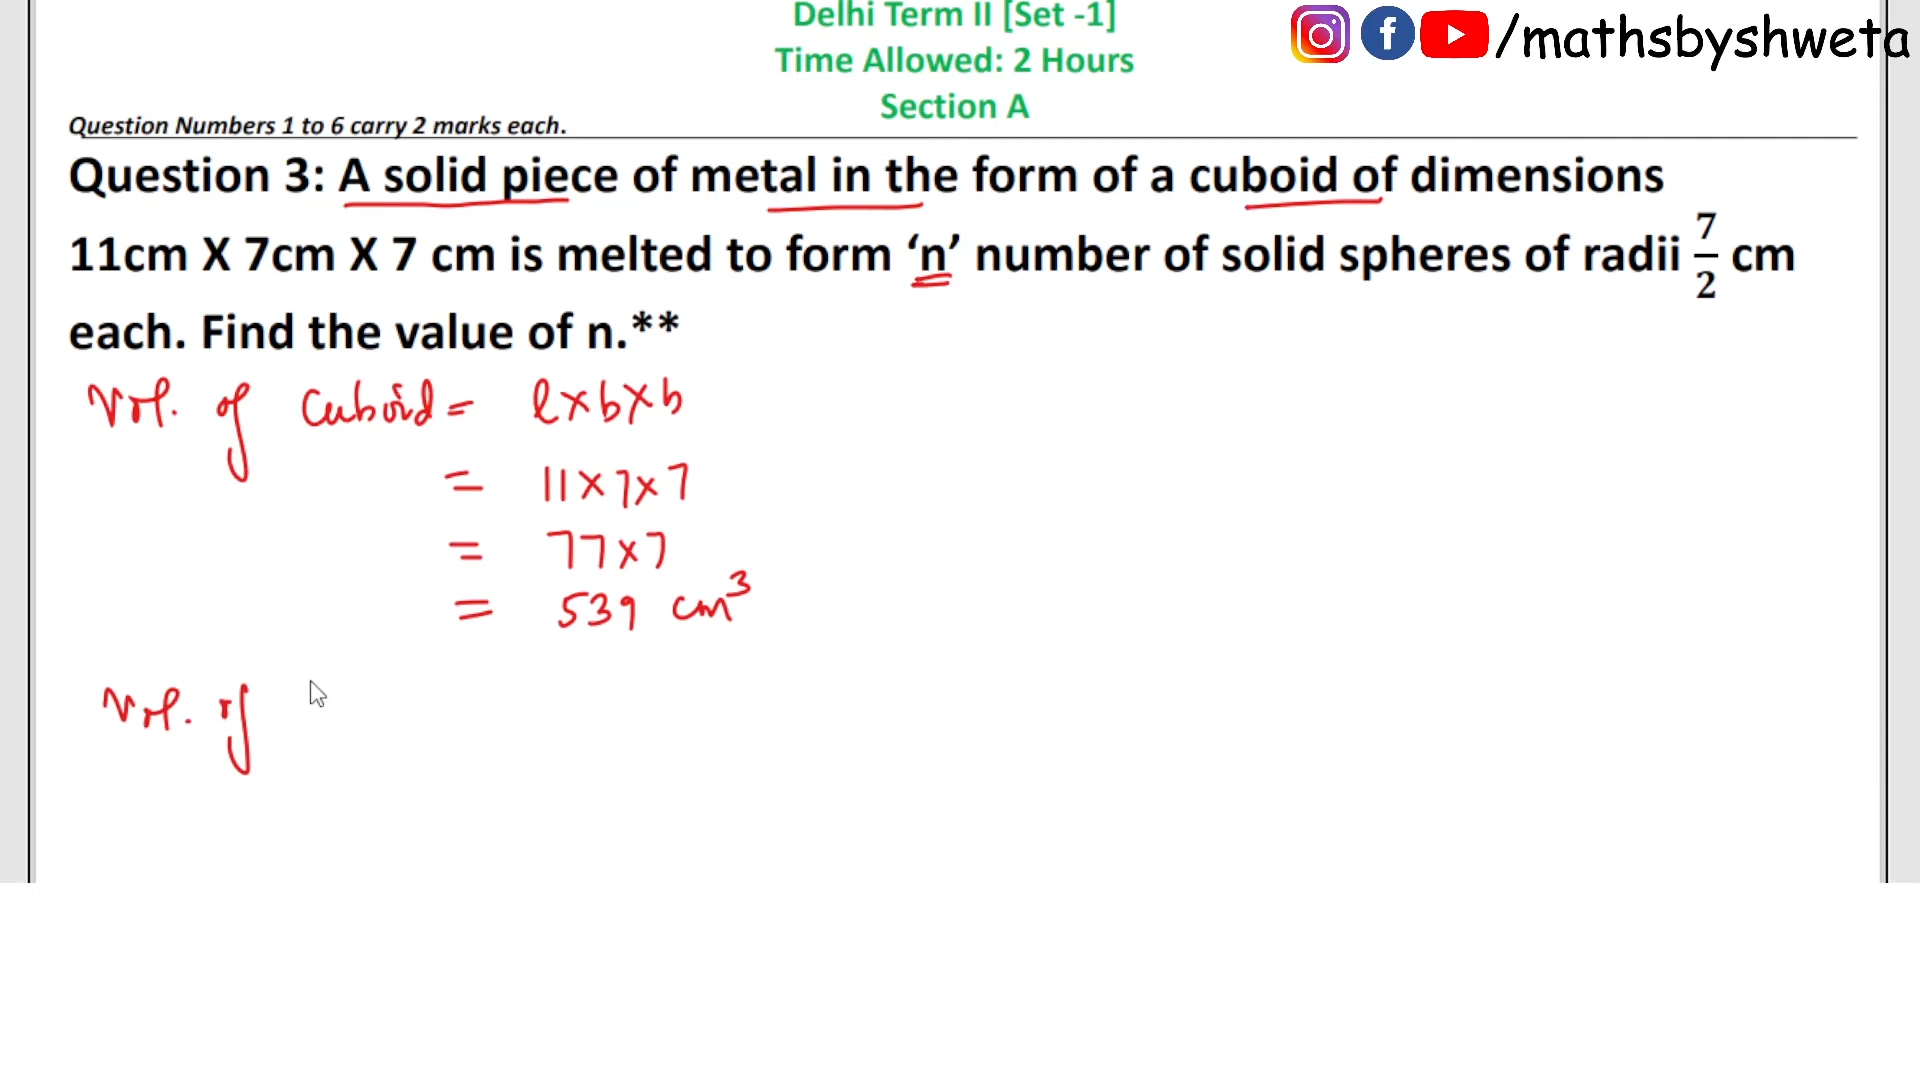 Delhi Term II [Set -1]
/mathsbyshweta
Time Allowed: 2 Hours
Section A
Question Numbers 1 to 6 carry 2 marks each.
Question 3: A solid piece of metal in the form of a cuboid of dimensions
11cm X 7cm X 7 cm is melted to form ‘n’ number of solid spheres of radii 7/2 cm
each. Find the value of n.**
Vol. of Cuboid = l×b×h
= 11×7×7
= 77×7
= 539 cm³
Vol. of